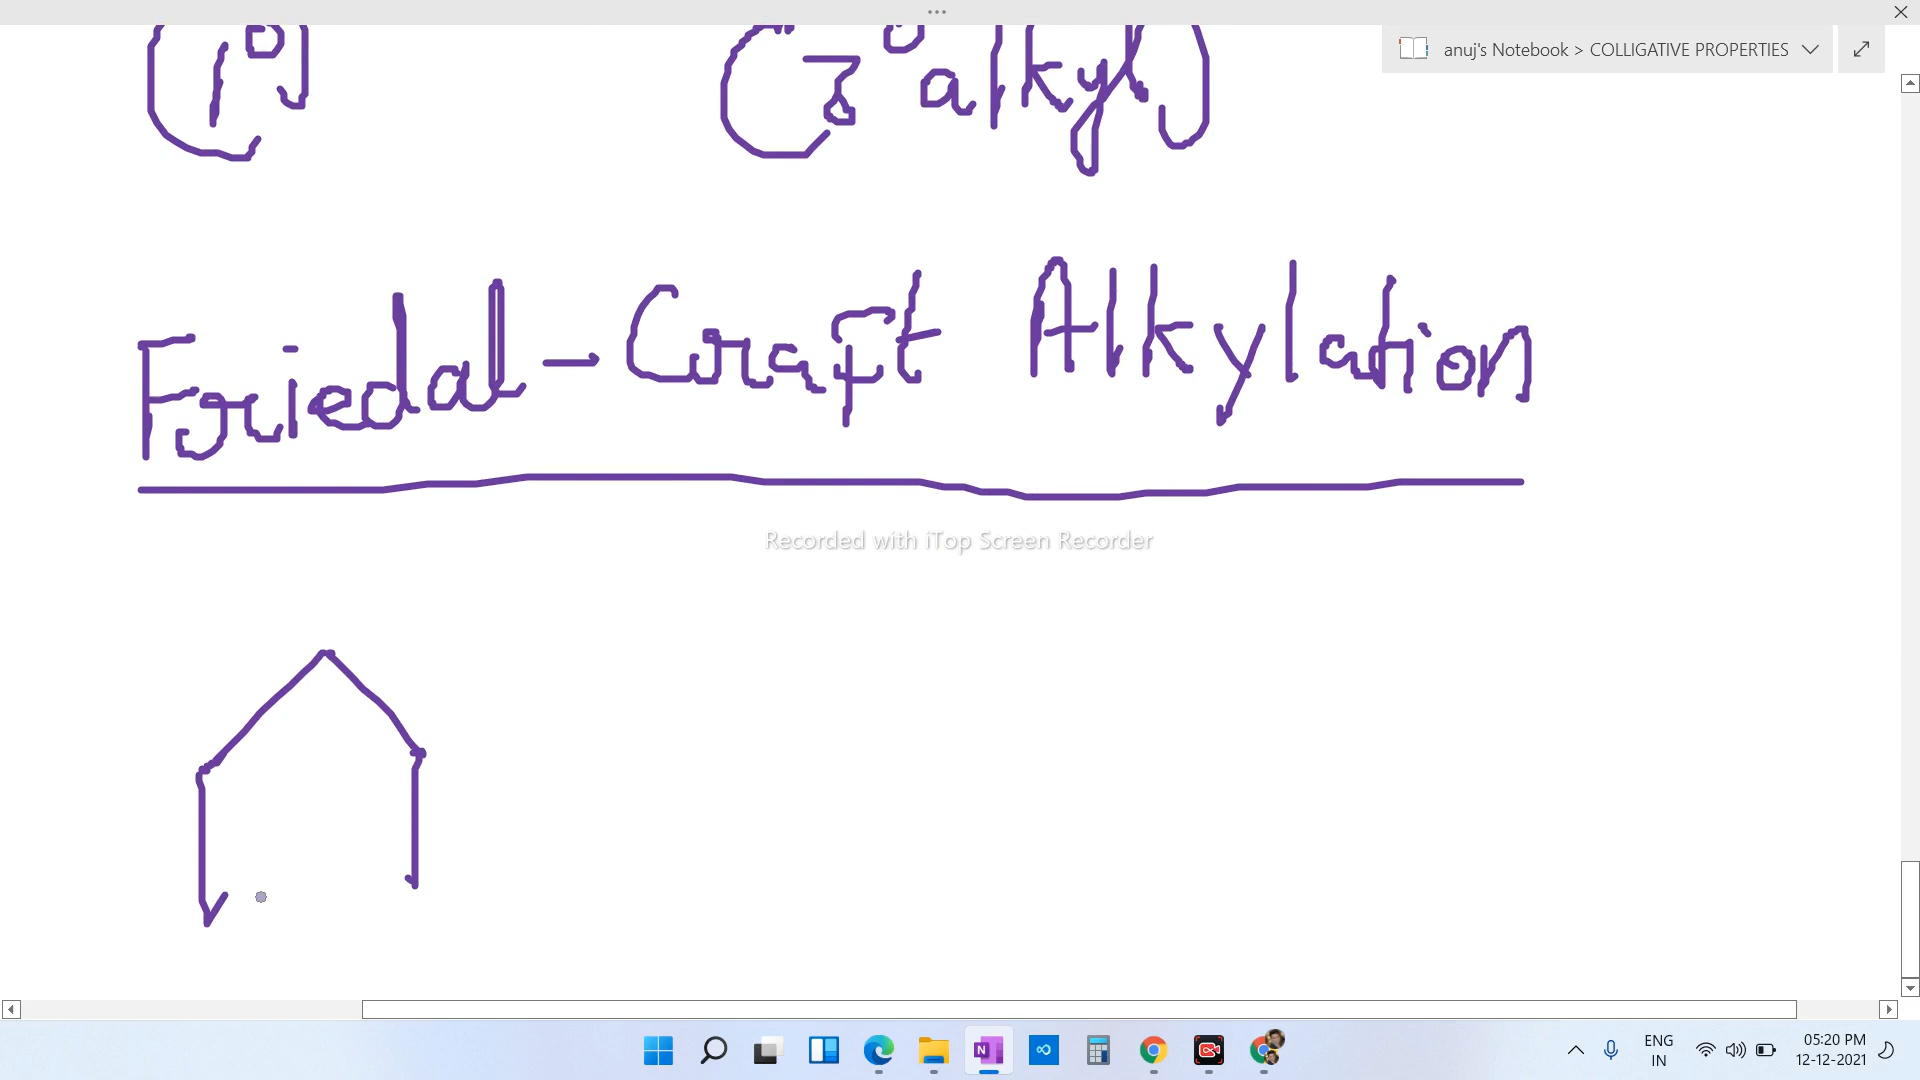 anuj's Notebook > COLLIGATIVE PROPERTIES
(1°)
(3° alkyl)
Friedal-Craft Alkylation
Recorded with iTop Screen Recorder
ENG
IN
05:20 PM
12-12-2021